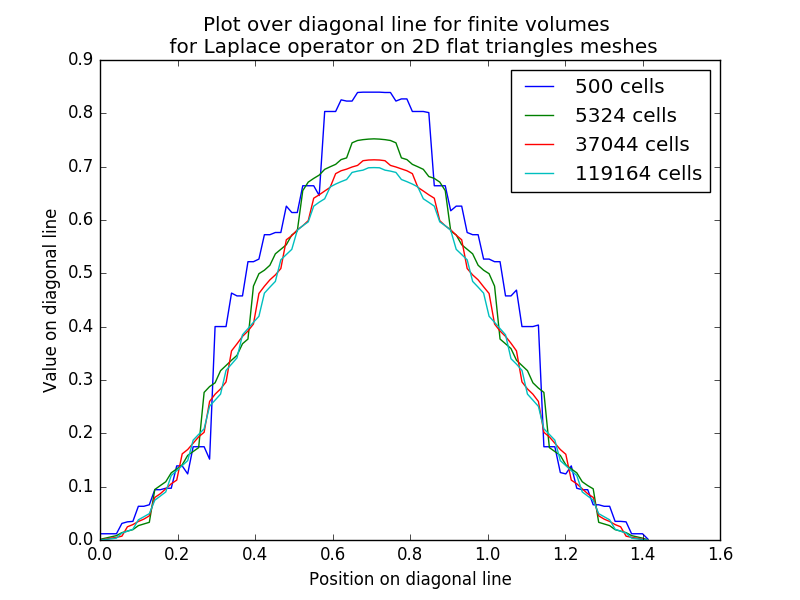 Plot over diagonal line for finite volumes
for Laplace operator on 2D flat triangles meshes
0.9
0.8
0.7
0.6
0.5
0.4
0.3
0.2
0.1
0.0
Value on diagonal line
500 cells
5324 cells
37044 cells
119164 cells
0.0 0.2 0.4 0.6 0.8 1.0 1.2 1.4 1.6
Position on diagonal line